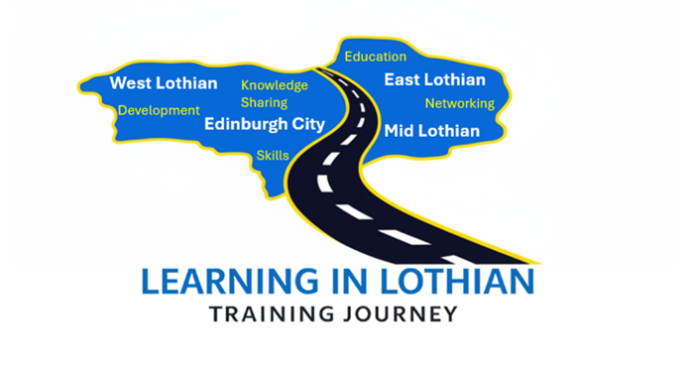 Education
West Lothian
East Lothian
Knowledge
Sharing
Development
Networking
Edinburgh City
Mid Lothian
Skills
LEARNING IN LOTHIAN
TRAINING JOURNEY